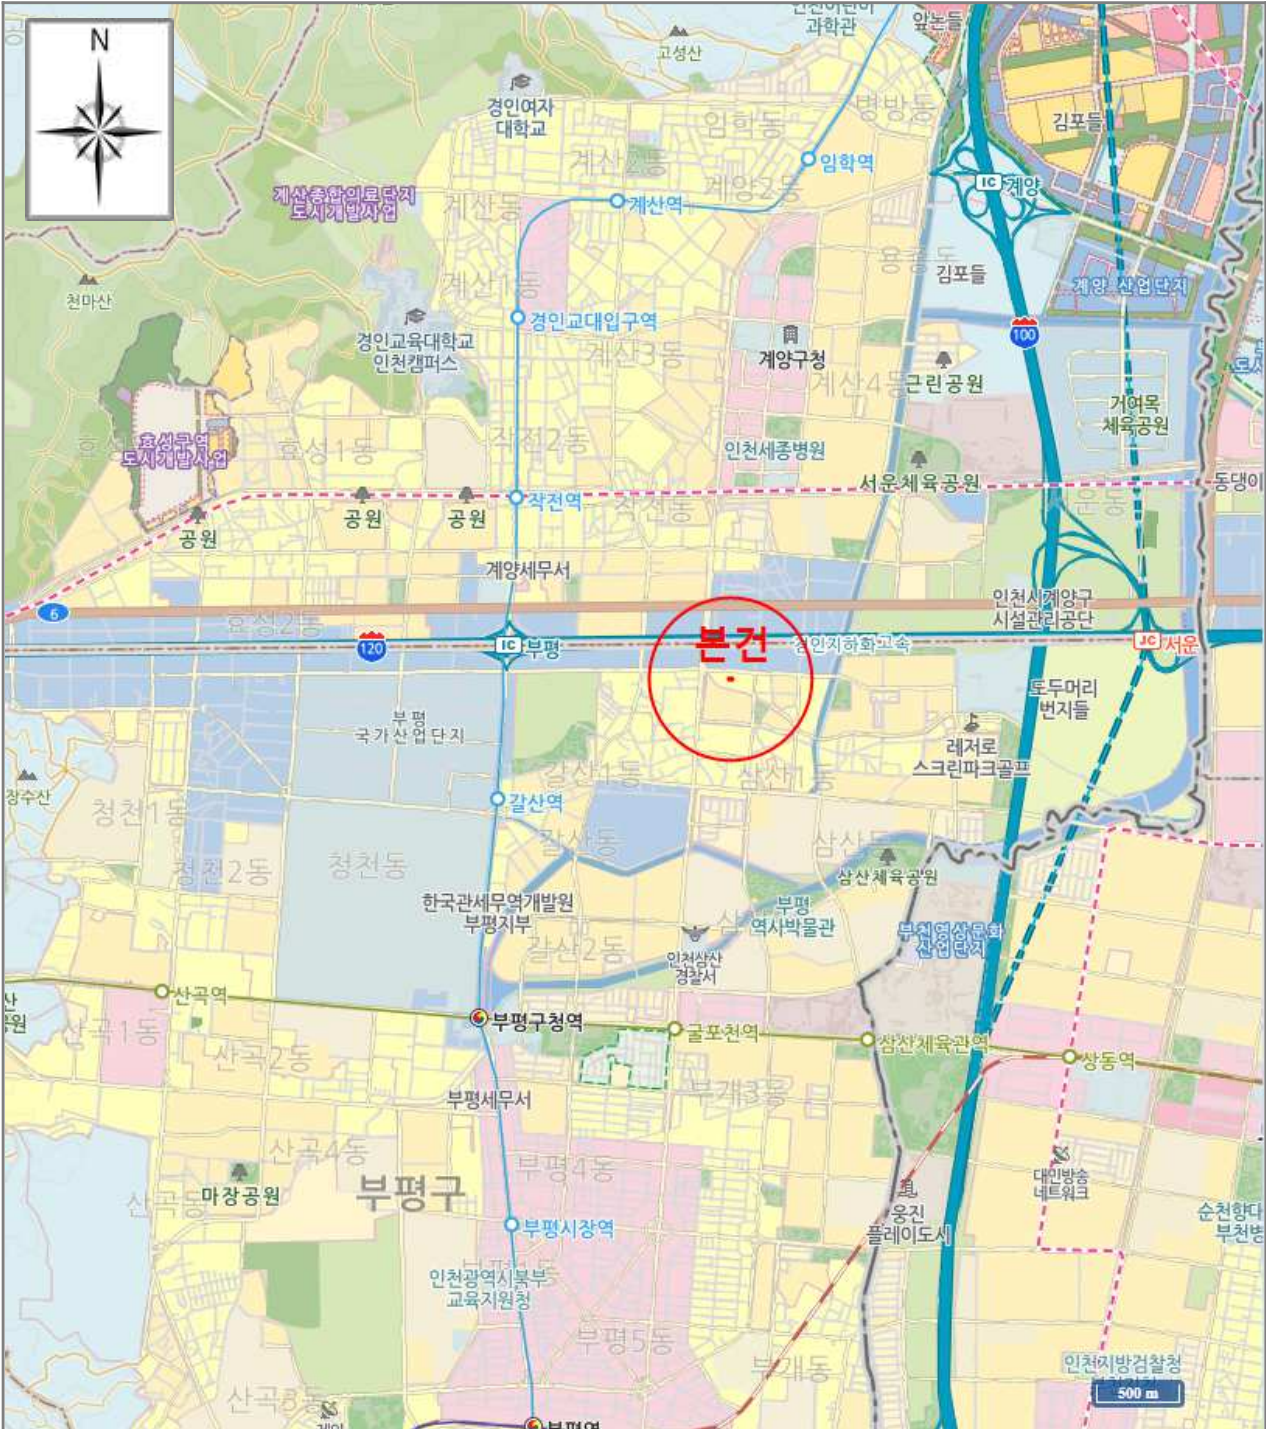 인천어린이
과학관
앞논들
N
고성산
경인여자
대학교
임학동
병방동
김포들
계산2동
임학역
계양2동
IC 계양
계산종합의료단지
도시개발사업
계산동
계산역
용종동
김포들
계양 산업단지
천마산
계산1동
경인교대입구역
100
경인교육대학교
인천캠퍼스
계산3동
계양구청
계산4동
근린공원
거여목
체육공원
효성구역
도시개발사업
효성1동
작전2동
인천세종병원
서운체육공원
동댕이
작전역
작전동
서운동
공원
공원
공원
계양세무서
6
효성2동
인천시계양구
시설관리공단
120
IC 부평
본건
경인지하화고속
JC 서운
부평
국가산업단지
토두머리
번지들
레저로
스크린파크골프
갈산1동
삼산1동
장수산
갈산역
청천1동
갈산동
삼산동
청천2동
청천동
삼산체육공원
한국관세무역개발원
부평지부
부평
역사박물관
부천영상문화
산업단지
갈산2동
인천삼산
경찰서
산곡역
부평구청역
굴포천역
삼산체육관역
상동역
산곡1동
산곡2동
부평세무서
부개3동
산곡4동
부평4동
마장공원
부평구
대민방송
네트워크
산곡동
웅진
플레이도시
순천향대
부천병
부평시장역
인천광역시북부
교육지원청
부평5동
부개동
인천지방검찰청
500 m
부평역